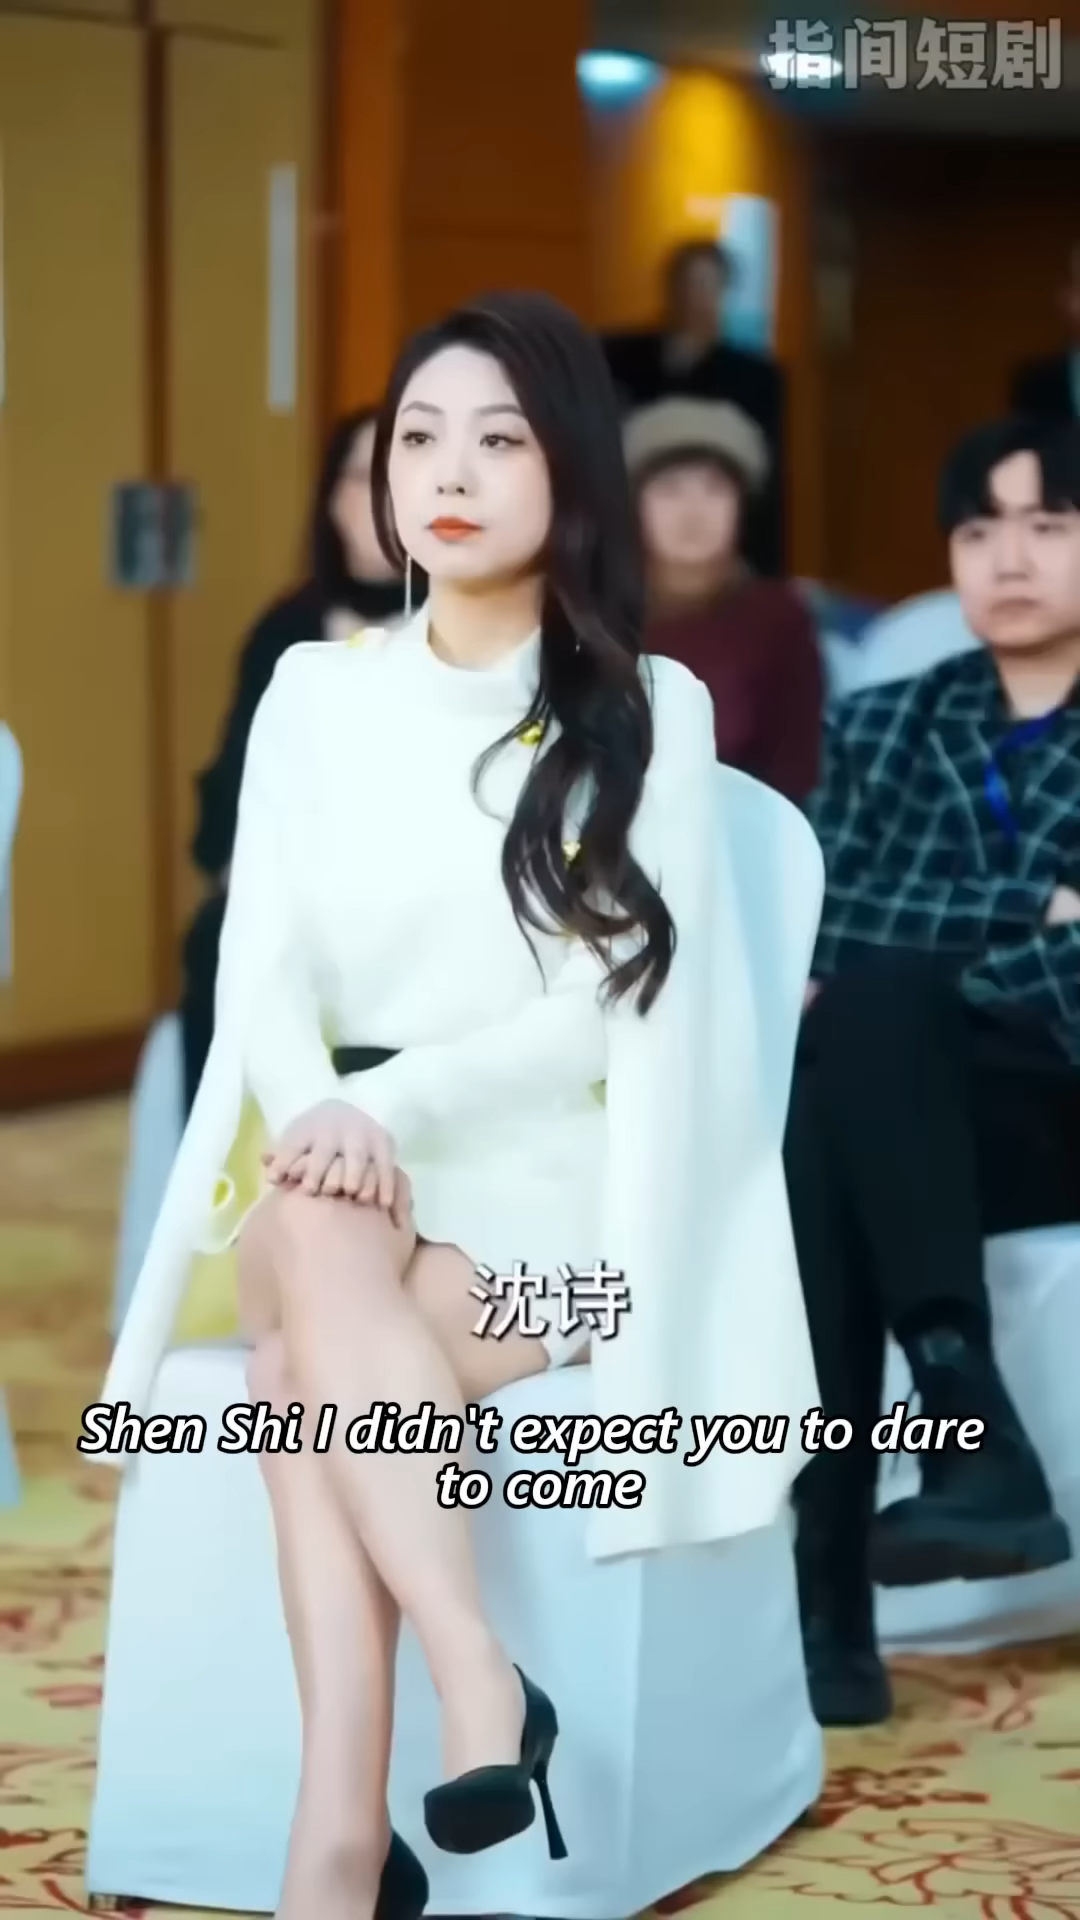 指间短剧
沈诗
Shen Shi I didn't expect you to dare
to come